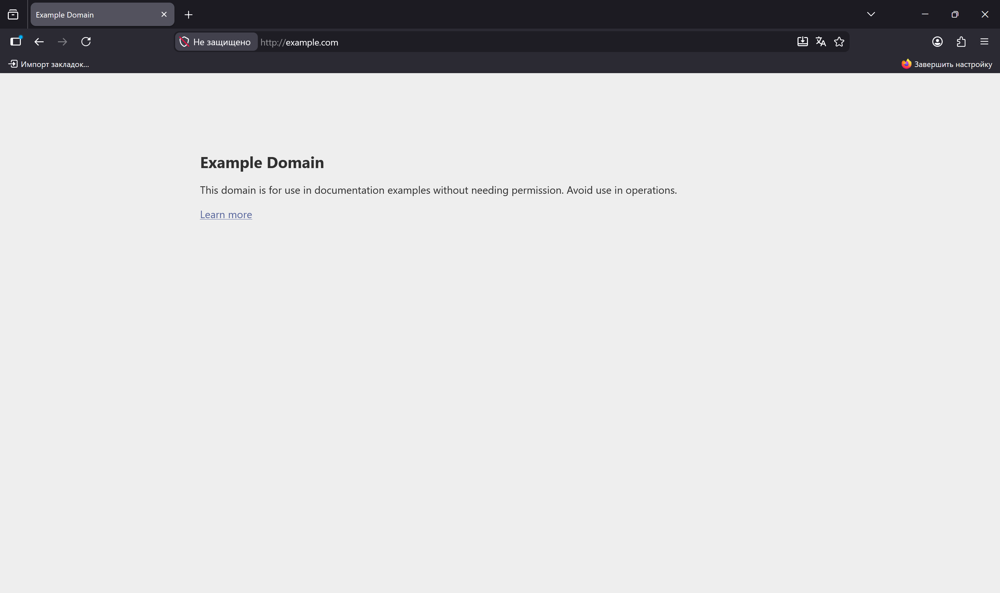 Example Domain
Не защищено http://example.com
Импорт закладок...
Завершить настройку
Example Domain
This domain is for use in documentation examples without needing permission. Avoid use in operations.
Learn more